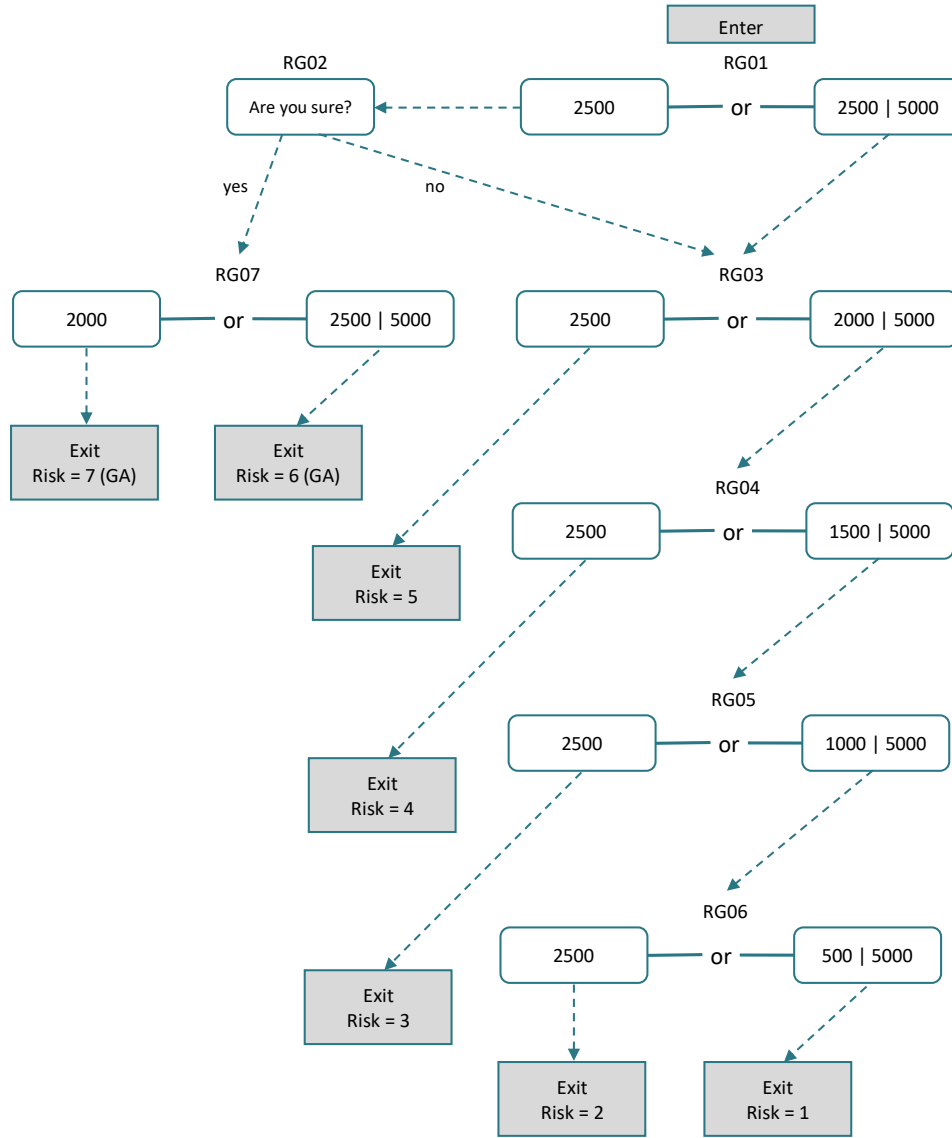 Enter
RG02
RG01
Are you sure?
2500
or
2500 | 5000
yes
no
RG07
RG03
2000
or
2500 | 5000
2500
or
2000 | 5000
Exit
Risk = 7 (GA)
Exit
Risk = 6 (GA)
RG04
2500
or
1500 | 5000
Exit
Risk = 5
RG05
2500
or
1000 | 5000
Exit
Risk = 4
RG06
2500
or
500 | 5000
Exit
Risk = 3
Exit
Risk = 2
Exit
Risk = 1